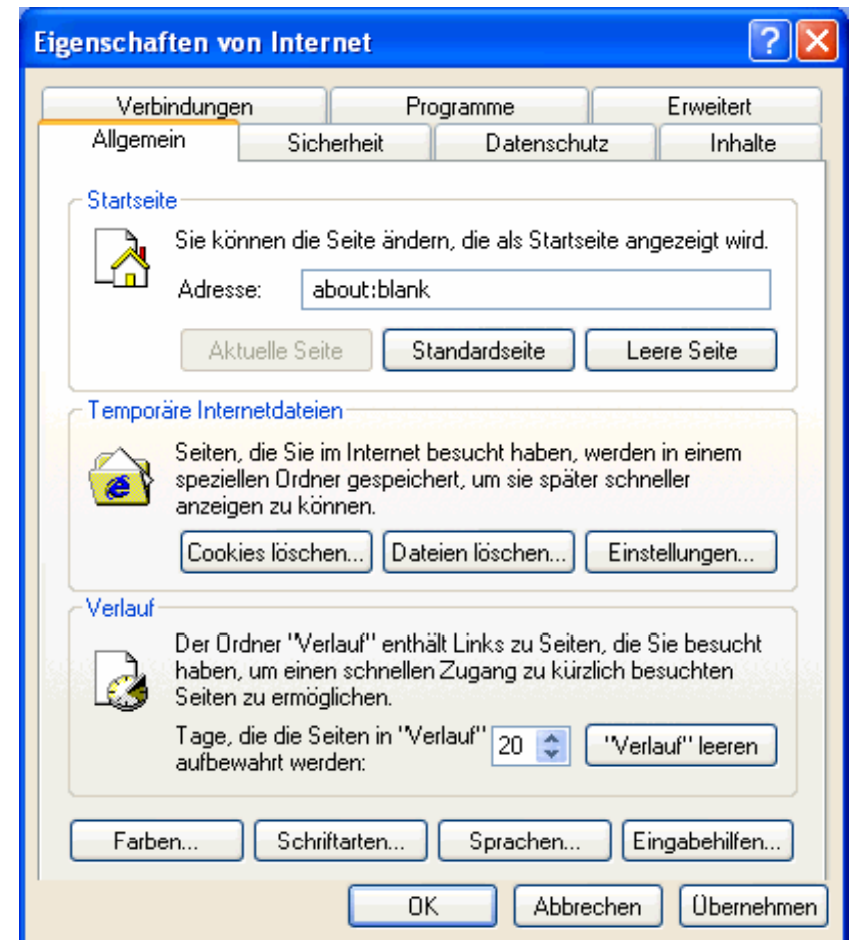 Eigenschaften von Internet
Verbindungen Programme Erweitert
Allgemein Sicherheit Datenschutz Inhalte
Startseite
Sie können die Seite ändern, die als Startseite angezeigt wird.
Adresse: about:blank
Aktuelle Seite Standardseite Leere Seite
Temporäre Internetdateien
Seiten, die Sie im Internet besucht haben, werden in einem
speziellen Ordner gespeichert, um sie später schneller
anzeigen zu können.
Cookies löschen... Dateien löschen... Einstellungen...
Verlauf
Der Ordner "Verlauf" enthält Links zu Seiten, die Sie besucht
haben, um einen schnellen Zugang zu kürzlich besuchten
Seiten zu ermöglichen.
Tage, die die Seiten in "Verlauf" 20 "Verlauf" leeren
aufbewahrt werden:
Farben... Schriftarten... Sprachen... Eingabehilfen...
OK Abbrechen Übernehmen